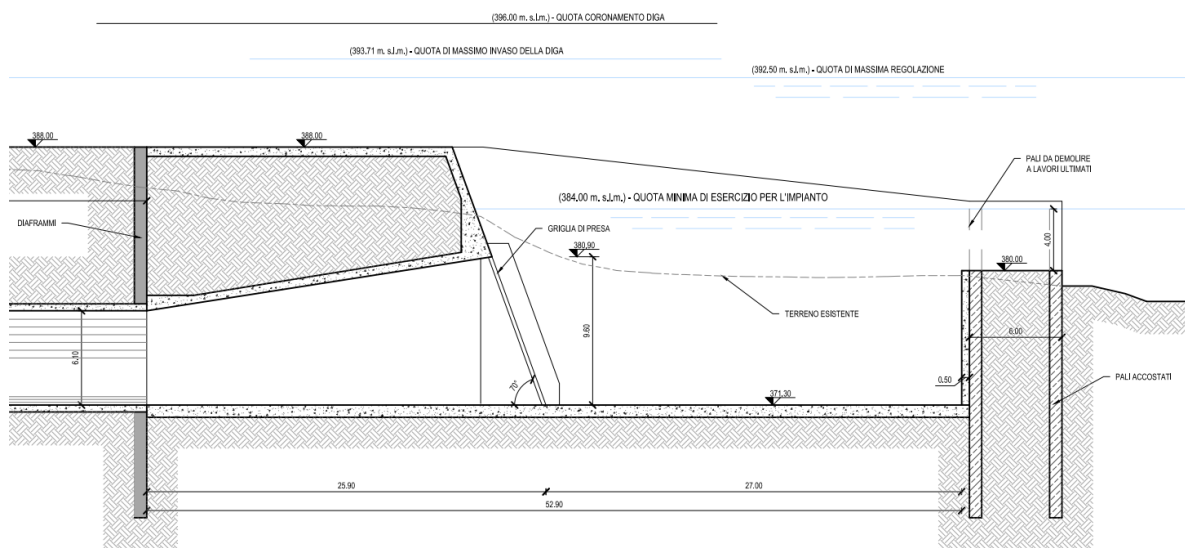 (396.00 m. s.l.m.) - QUOTA CORONAMENTO DIGA
(393.71 m. s.l.m.) - QUOTA DI MASSIMO INVASO DELLA DIGA
(392.50 m. s.l.m.) - QUOTA DI MASSIMA REGOLAZIONE
388.00
388.00
PALI DA DEMOLIRE
A LAVORI ULTIMATI
(384.00 m. s.l.m.) - QUOTA MINIMA DI ESERCIZIO PER L'IMPIANTO
DIAFRAMMI
GRIGLIA DI PRESA
380.90
4.00
380.00
TERRENO ESISTENTE
9.60
6.10
6.00
70°
0.50
PALI ACCOSTATI
371.30
25.90
27.00
52.90